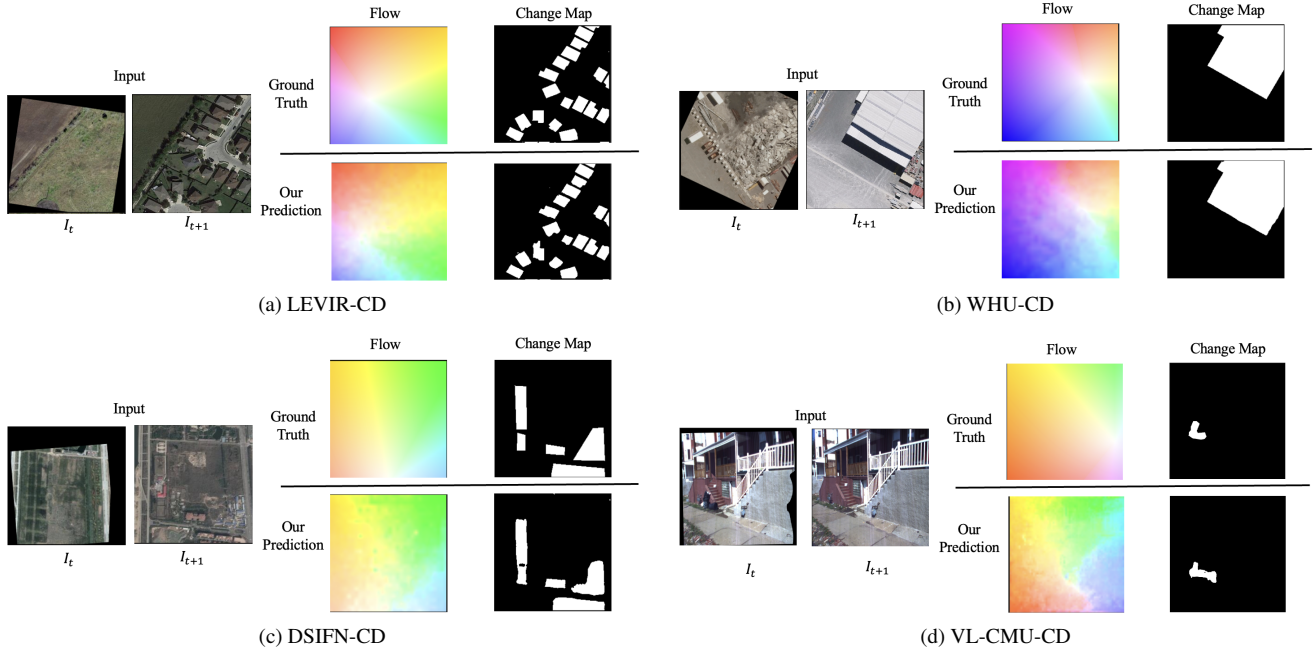 Flow
Change Map
Input
Ground
Truth
Our
Prediction
I_t
I_{t+1}
(a) LEVIR-CD
Flow
Change Map
Input
Ground
Truth
Our
Prediction
I_t
I_{t+1}
(b) WHU-CD
Flow
Change Map
Input
Ground
Truth
Our
Prediction
I_t
I_{t+1}
(c) DSIFN-CD
Flow
Change Map
Input
Ground
Truth
Our
Prediction
I_t
I_{t+1}
(d) VL-CMU-CD